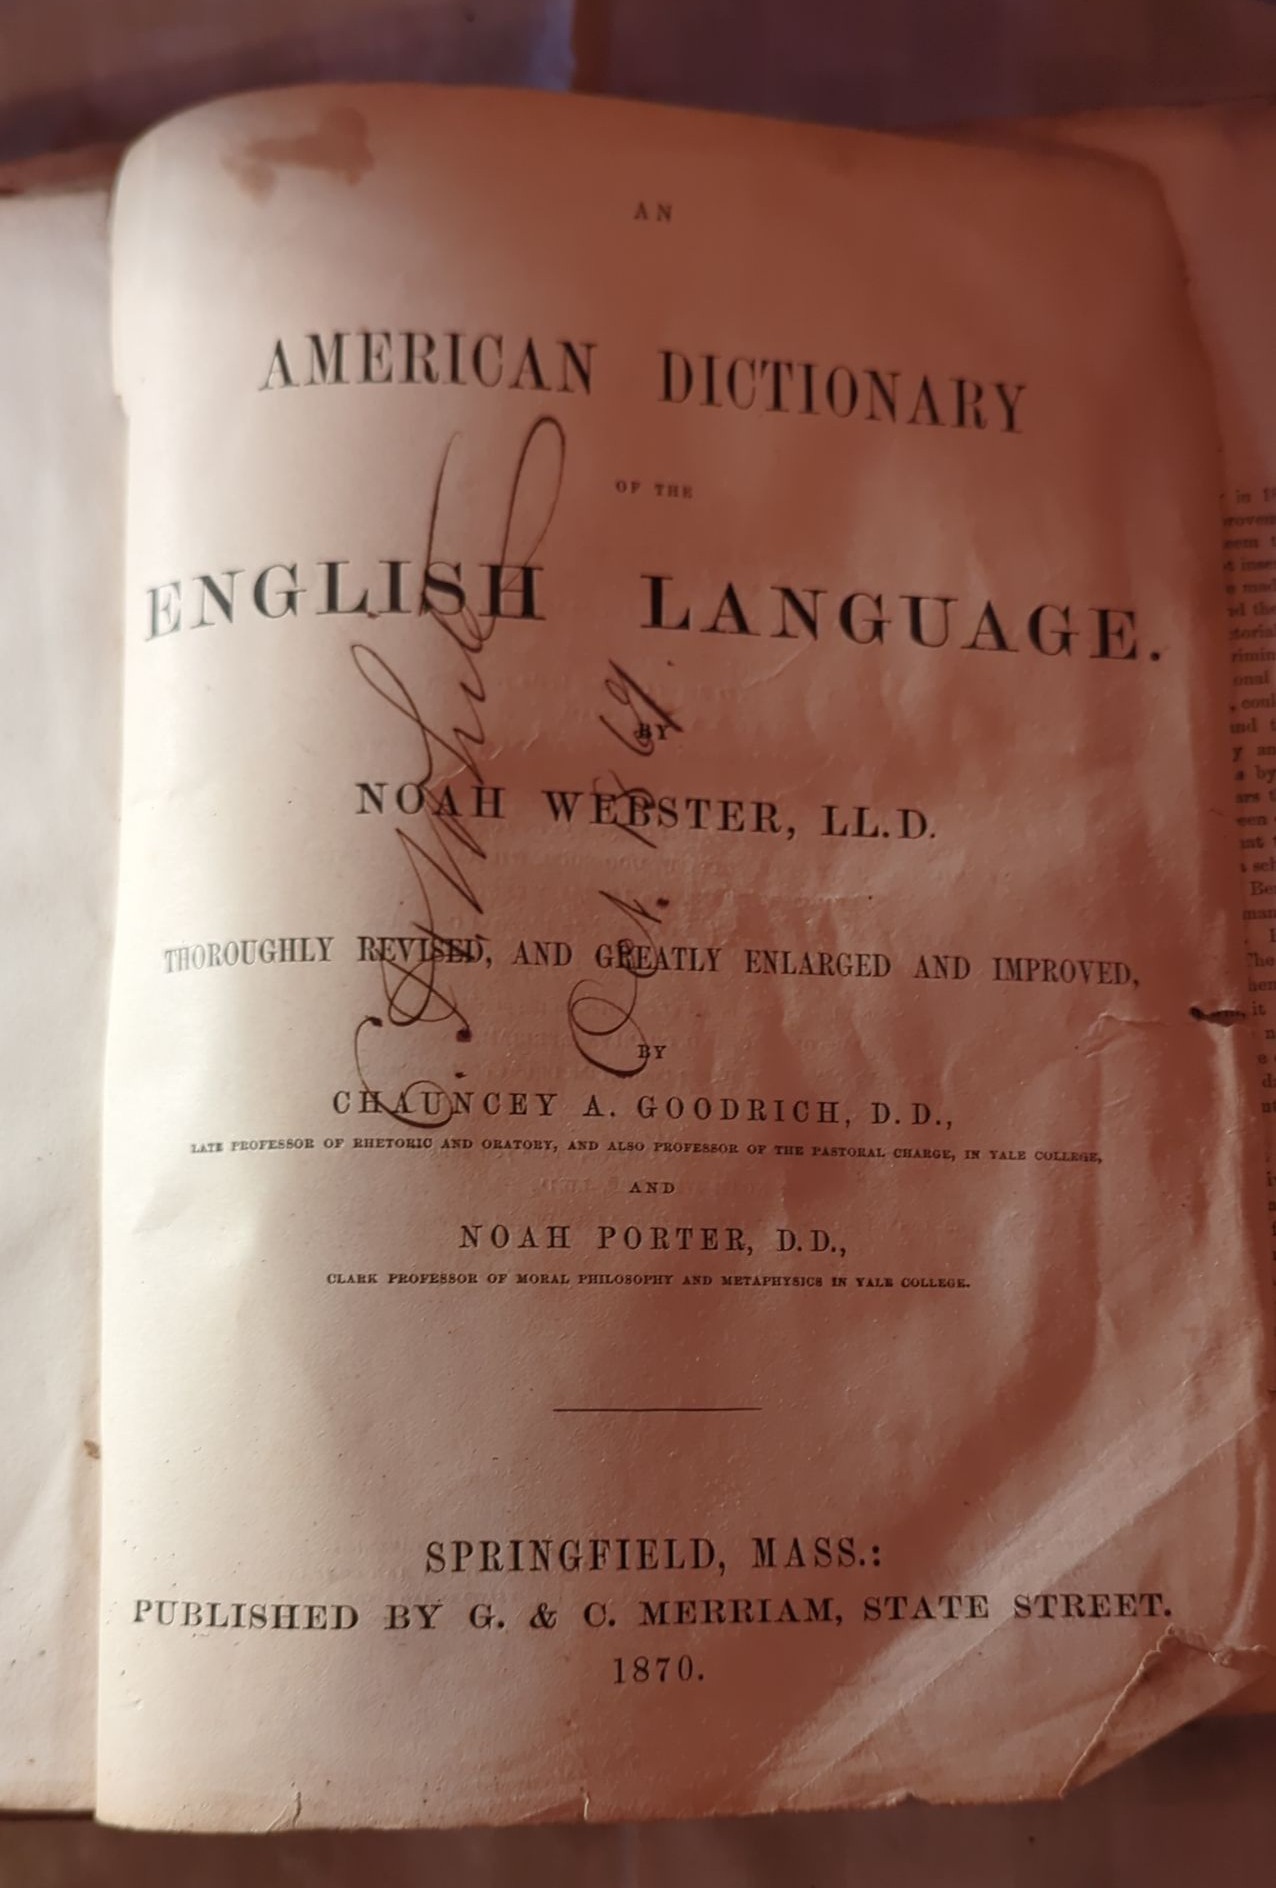 AN
AMERICAN DICTIONARY
OF THE
ENGLISH LANGUAGE.
BY
NOAH WEBSTER, LL.D.
THOROUGHLY REVISED, AND GREATLY ENLARGED AND IMPROVED,
BY
CHAUNCEY A. GOODRICH, D.D.,
LATE PROFESSOR OF RHETORIC AND ORATORY, AND ALSO PROFESSOR OF THE PASTORAL CHARGE, IN YALE COLLEGE,
AND
NOAH PORTER, D.D.,
CLARK PROFESSOR OF MORAL PHILOSOPHY AND METAPHYSICS IN YALE COLLEGE.
SPRINGFIELD, MASS.:
PUBLISHED BY G. & C. MERRIAM, STATE STREET.
1870.